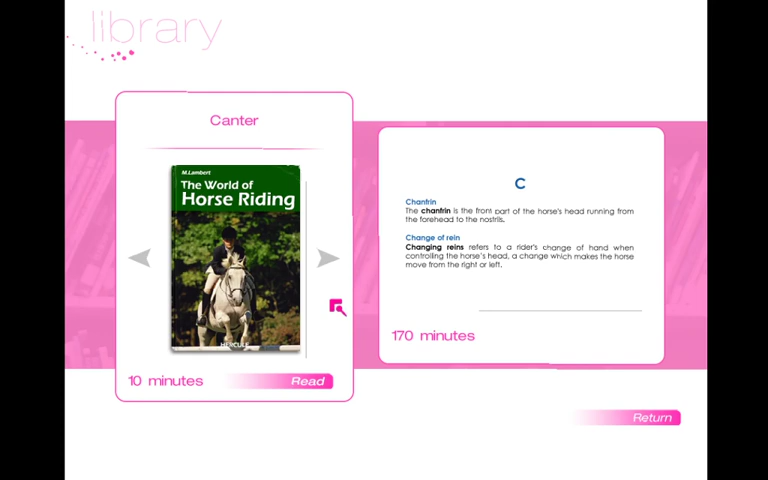 library
Canter
M.Lambert
The World of
Horse Riding
HERCULE
10 minutes
Read
C
Chanfrin
The chanfrin is the front part of the horse's head running from
the forehead to the nostrils.
Change of rein
Changing reins refers to a rider's change of hand when
controlling the horse's head, a change which makes the horse
move from the right or left.
170 minutes
Return